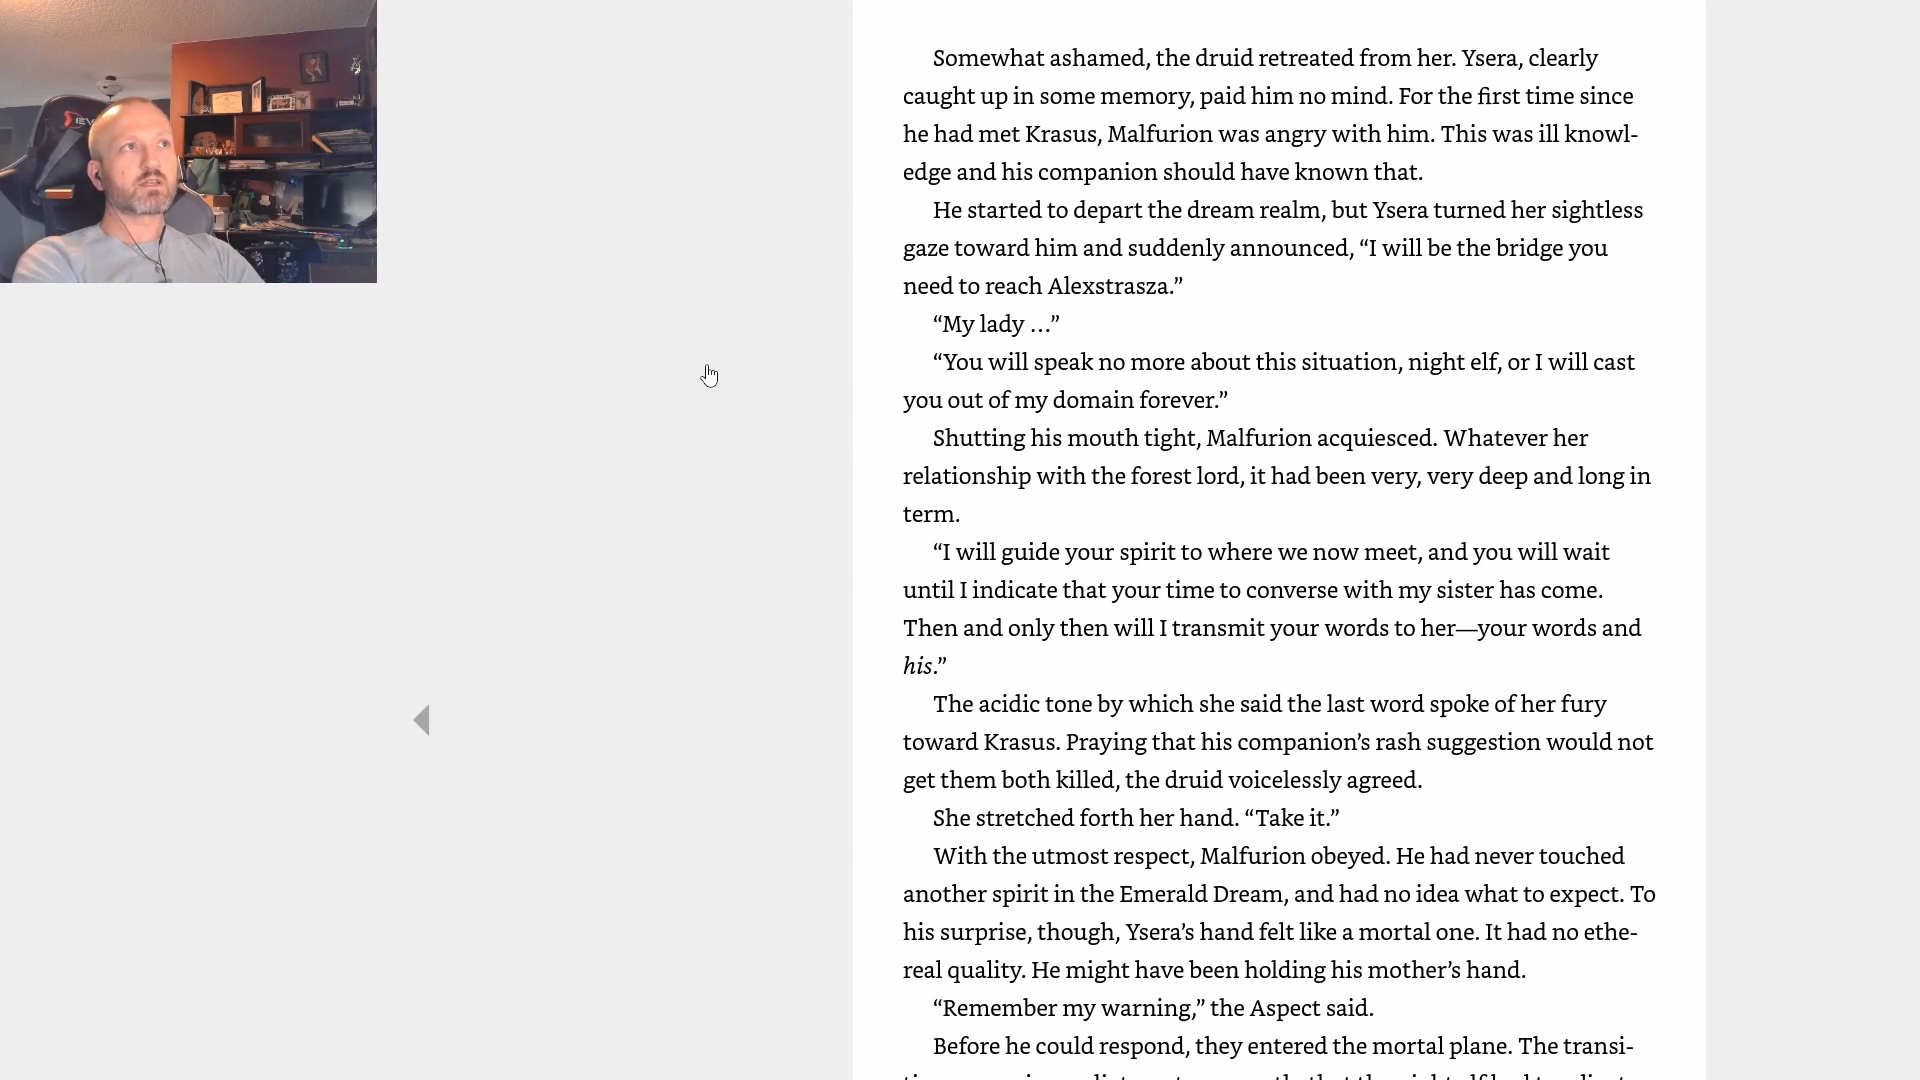 Somewhat ashamed, the druid retreated from her. Ysera, clearly
caught up in some memory, paid him no mind. For the first time since
he had met Krasus, Malfurion was angry with him. This was ill knowl-
edge and his companion should have known that.
He started to depart the dream realm, but Ysera turned her sightless
gaze toward him and suddenly announced, “I will be the bridge you
need to reach Alexstrasza.”
“My lady …”
“You will speak no more about this situation, night elf, or I will cast
you out of my domain forever.”
Shutting his mouth tight, Malfurion acquiesced. Whatever her
relationship with the forest lord, it had been very, very deep and long in
term.
“I will guide your spirit to where we now meet, and you will wait
until I indicate that your time to converse with my sister has come.
Then and only then will I transmit your words to her—your words and
his.”
The acidic tone by which she said the last word spoke of her fury
toward Krasus. Praying that his companion’s rash suggestion would not
get them both killed, the druid voicelessly agreed.
She stretched forth her hand. “Take it.”
With the utmost respect, Malfurion obeyed. He had never touched
another spirit in the Emerald Dream, and had no idea what to expect. To
his surprise, though, Ysera’s hand felt like a mortal one. It had no ethe-
real quality. He might have been holding his mother’s hand.
“Remember my warning,” the Aspect said.
Before he could respond, they entered the mortal plane. The transi-